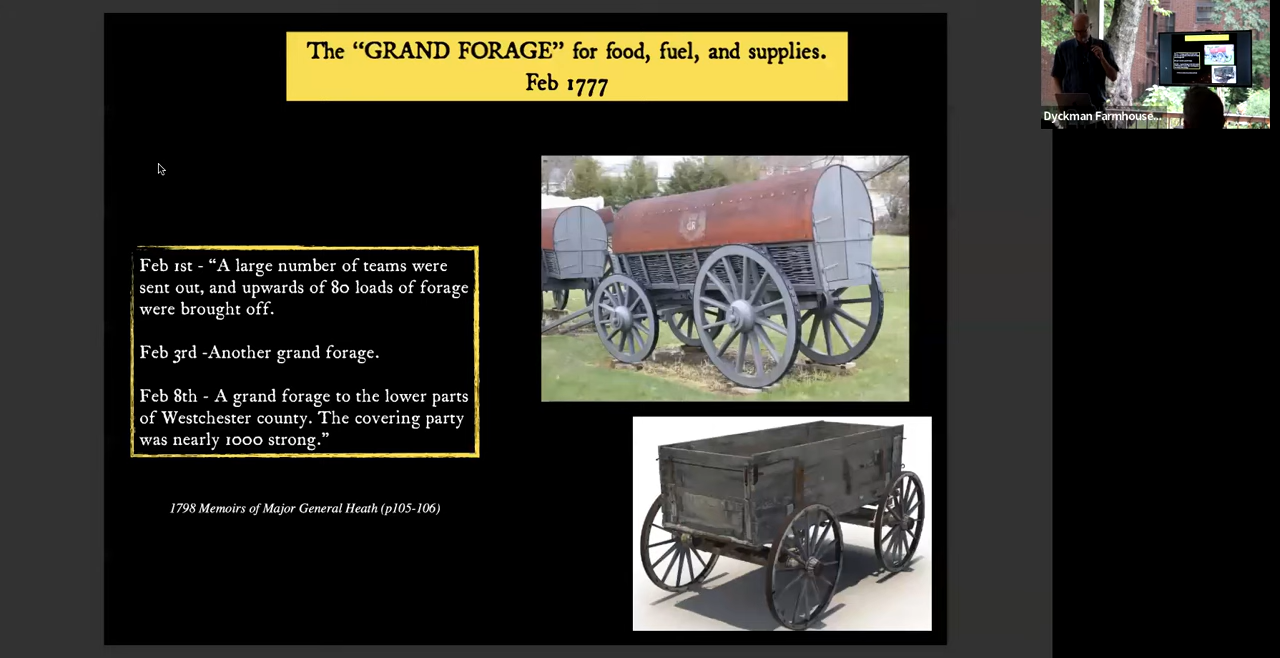 The “GRAND FORAGE” for food, fuel, and supplies.
Feb 1777
Feb 1st - “A large number of teams were
sent out, and upwards of 80 loads of forage
were brought off.
Feb 3rd -Another grand forage.
Feb 8th - A grand forage to the lower parts
of Westchester county. The covering party
was nearly 1000 strong.”
1798 Memoirs of Major General Heath (p105-106)
GR
Dyckman Farmhouse...